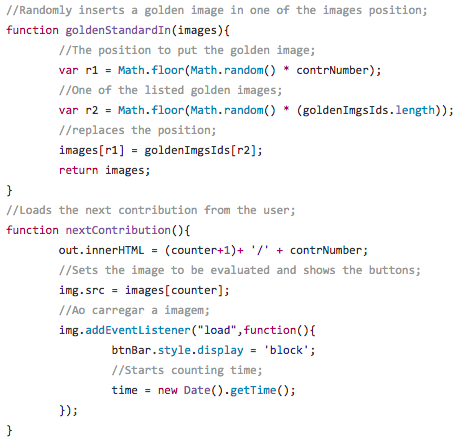 //Randomly inserts a golden image in one of the images position;
function goldenStandardIn(images){
//The position to put the golden image;
var r1 = Math.floor(Math.random() * contrNumber);
//One of the listed golden images;
var r2 = Math.floor(Math.random() * (goldenImgsIds.length));
//replaces the position;
images[r1] = goldenImgsIds[r2];
return images;
}
//Loads the next contribution from the user;
function nextContribution(){
out.innerHTML = (counter+1)+ '/' + contrNumber;
//Sets the image to be evaluated and shows the buttons;
img.src = images[counter];
//Ao carregar a imagem;
img.addEventListener("load",function(){
btnBar.style.display = 'block';
//Starts counting time;
time = new Date().getTime();
});
}